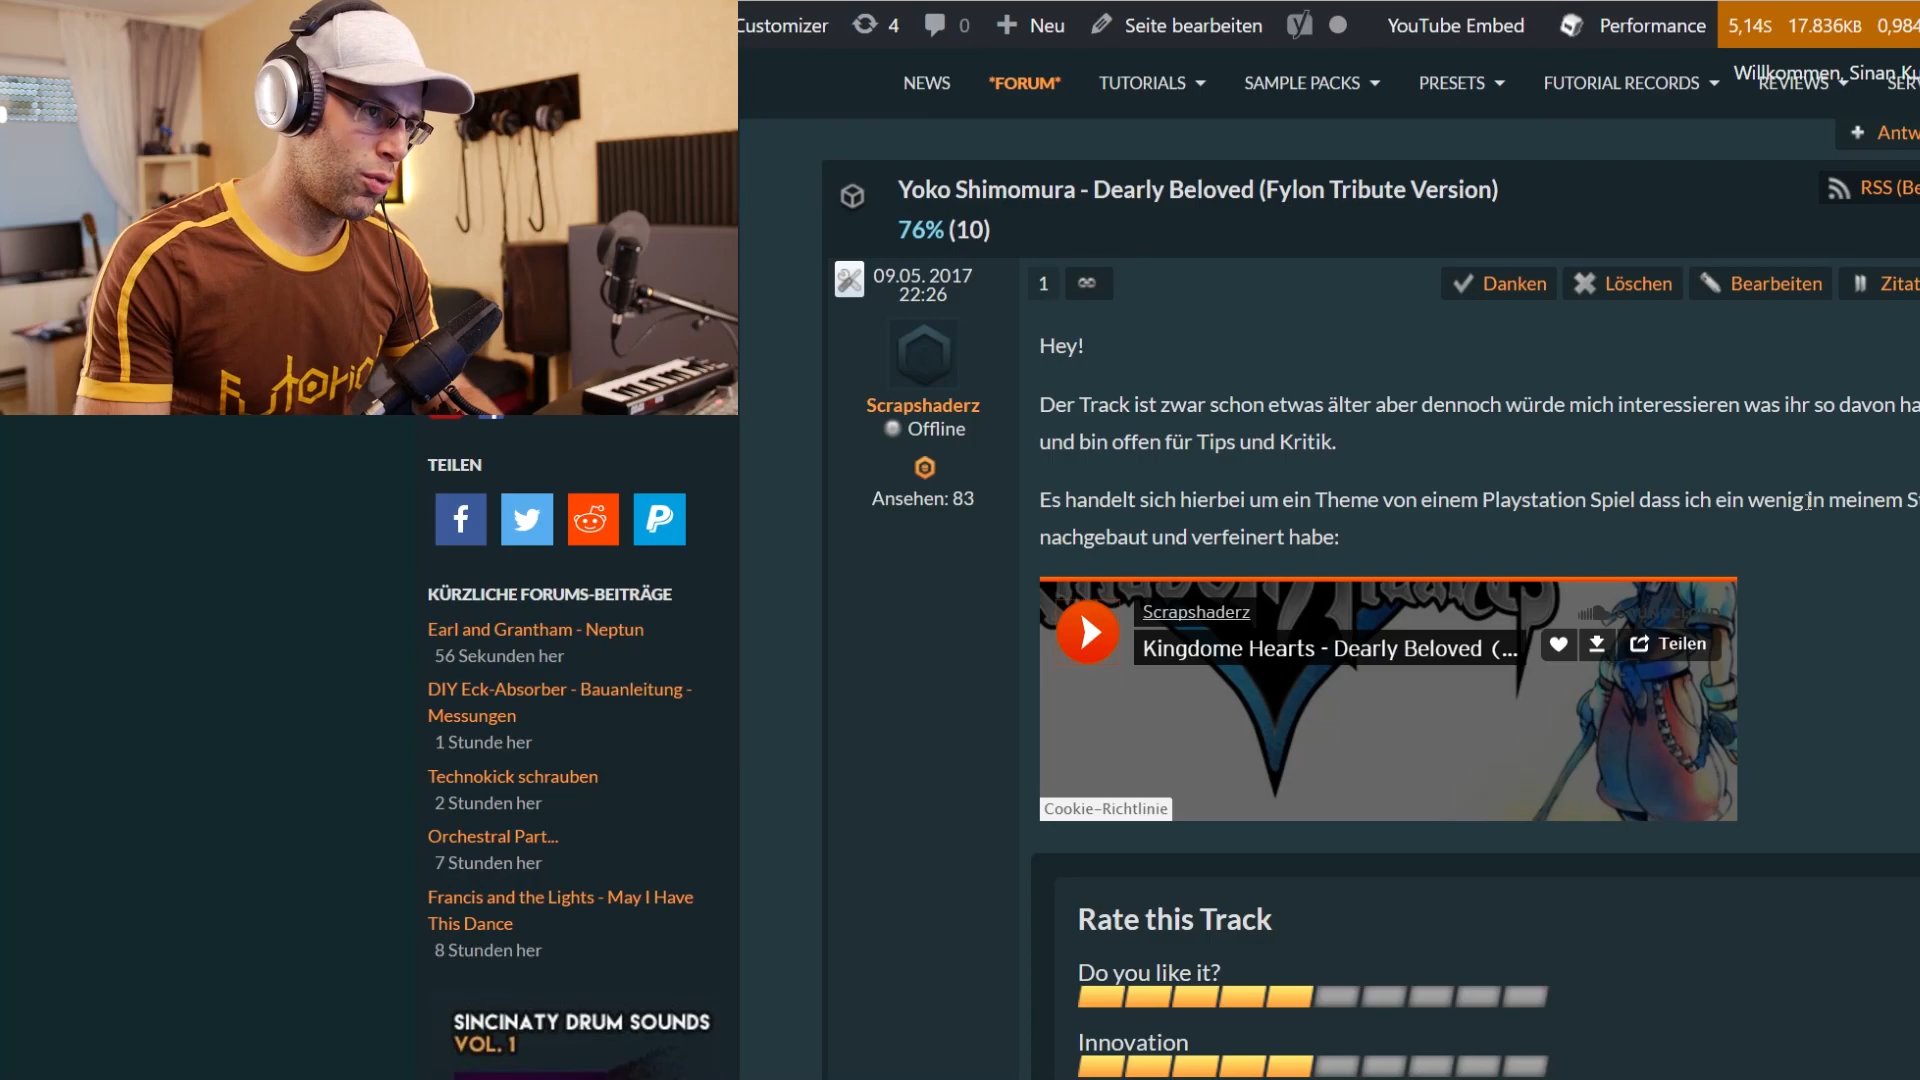 Customizer 4 0 Neu Seite bearbeiten YouTube Embed Performance 5,14S 17.836KB 0,984
NEWS *FORUM* TUTORIALS SAMPLE PACKS PRESETS FUTORIAL RECORDS REVIEWS SERV
Willkommen, Sinan Ku
Antw
Yoko Shimomura - Dearly Beloved (Fylon Tribute Version)
76% (10)
RSS (Be
09.05. 2017
22:26
1 Danken Löschen Bearbeiten Zitat
Scrapshaderz
Offline
Ansehen: 83
Hey!
Der Track ist zwar schon etwas älter aber dennoch würde mich interessieren was ihr so davon ha
und bin offen für Tips und Kritik.
Es handelt sich hierbei um ein Theme von einem Playstation Spiel dass ich ein wenig in meinem St
nachgebaut und verfeinert habe:
Scrapshaderz
SOUNDCLOUD
Kingdome Hearts - Dearly Beloved (...
Teilen
Cookie-Richtlinie
Rate this Track
Do you like it?
Innovation
Futorial
TEILEN
KÜRZLICHE FORUMS-BEITRÄGE
Earl and Grantham - Neptun
56 Sekunden her
DIY Eck-Absorber - Bauanleitung -
Messungen
1 Stunde her
Technokick schrauben
2 Stunden her
Orchestral Part...
7 Stunden her
Francis and the Lights - May I Have
This Dance
8 Stunden her
SINCINATY DRUM SOUNDS
VOL. 1